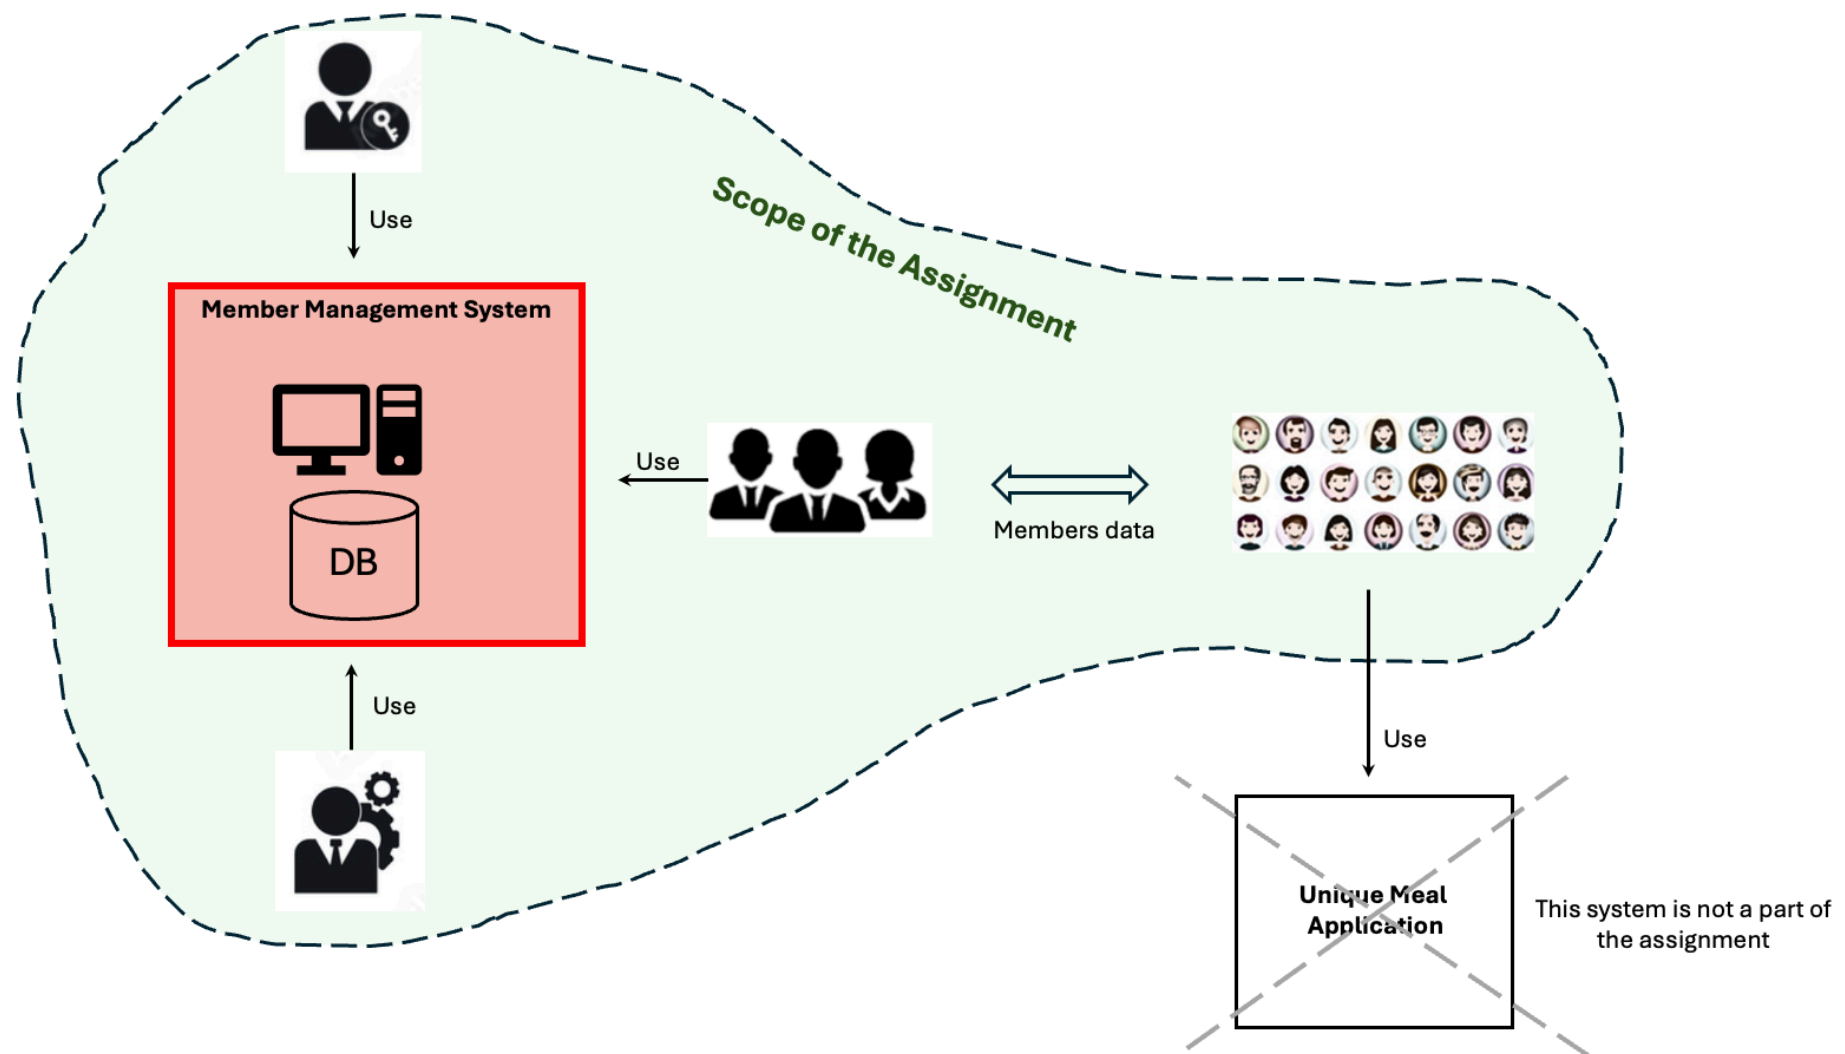 Use
Scope of the Assignment
Member Management System
DB
Use
Members data
Use
Use
Unique Meal
Application
This system is not a part of
the assignment